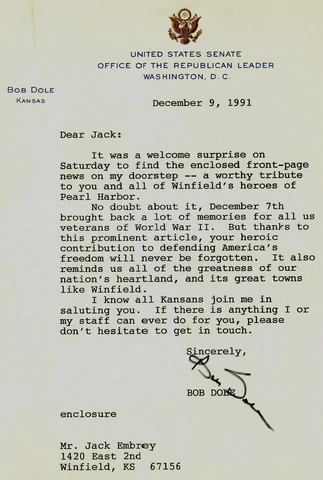 UNITED STATES SENATE
OFFICE OF THE REPUBLICAN LEADER
WASHINGTON, D. C.
BOB DOLE
KANSAS
December 9, 1991
Dear Jack:
It was a welcome surprise on
Saturday to find the enclosed front-page
news on my doorstep -- a worthy tribute
to you and all of Winfield's heroes of
Pearl Harbor.
No doubt about it, December 7th
brought back a lot of memories for all us
veterans of World War II. But thanks to
this prominent article, your heroic
contribution to defending America's
freedom will never be forgotten. It also
reminds us all of the greatness of our
nation's heartland, and its great towns
like Winfield.
I know all Kansans join me in
saluting you. If there is anything I or
my staff can ever do for you, please
don't hesitate to get in touch.
Sincerely,
Bob Dole
BOB DOLE
enclosure
Mr. Jack Embrey
1420 East 2nd
Winfield, KS 67156